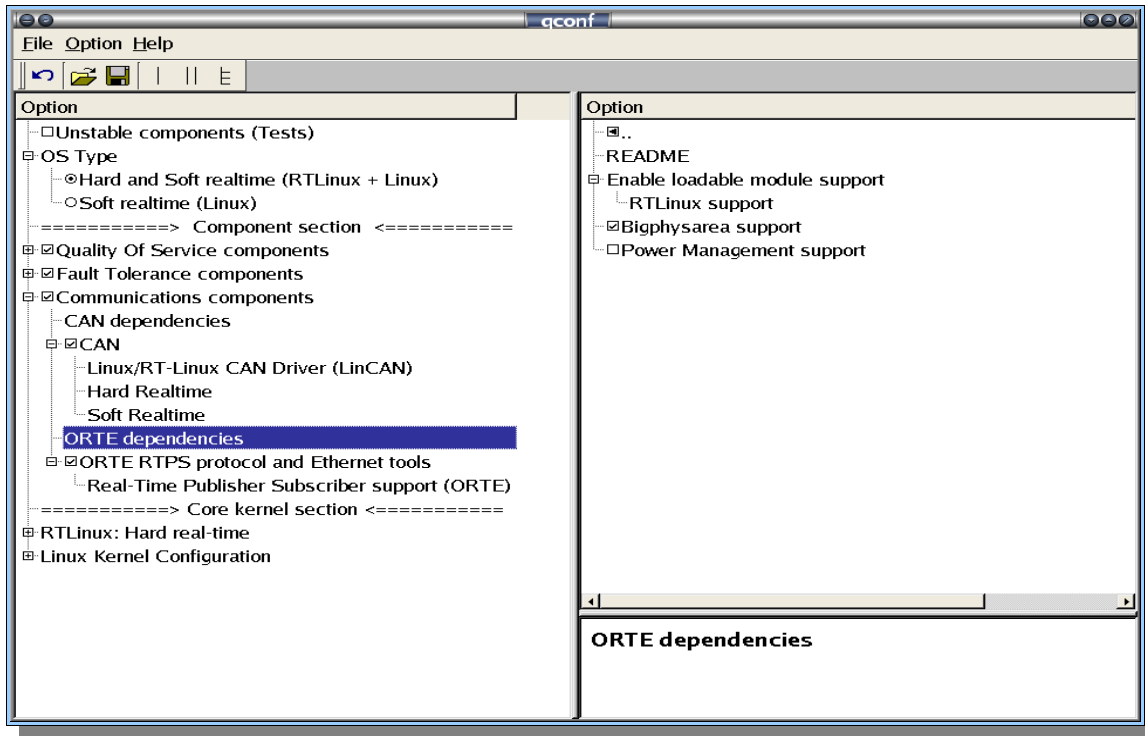 qconf
File Option Help
Option
Unstable components (Tests)
OS Type
Hard and Soft realtime (RTLinux + Linux)
Soft realtime (Linux)
===========> Component section <===========
Quality Of Service components
Fault Tolerance components
Communications components
CAN dependencies
CAN
Linux/RT-Linux CAN Driver (LinCAN)
Hard Realtime
Soft Realtime
ORTE dependencies
ORTE RTPS protocol and Ethernet tools
Real-Time Publisher Subscriber support (ORTE)
===========> Core kernel section <===========
RTLinux: Hard real-time
Linux Kernel Configuration
Option
..
README
Enable loadable module support
RTLinux support
Bigphysarea support
Power Management support
ORTE dependencies